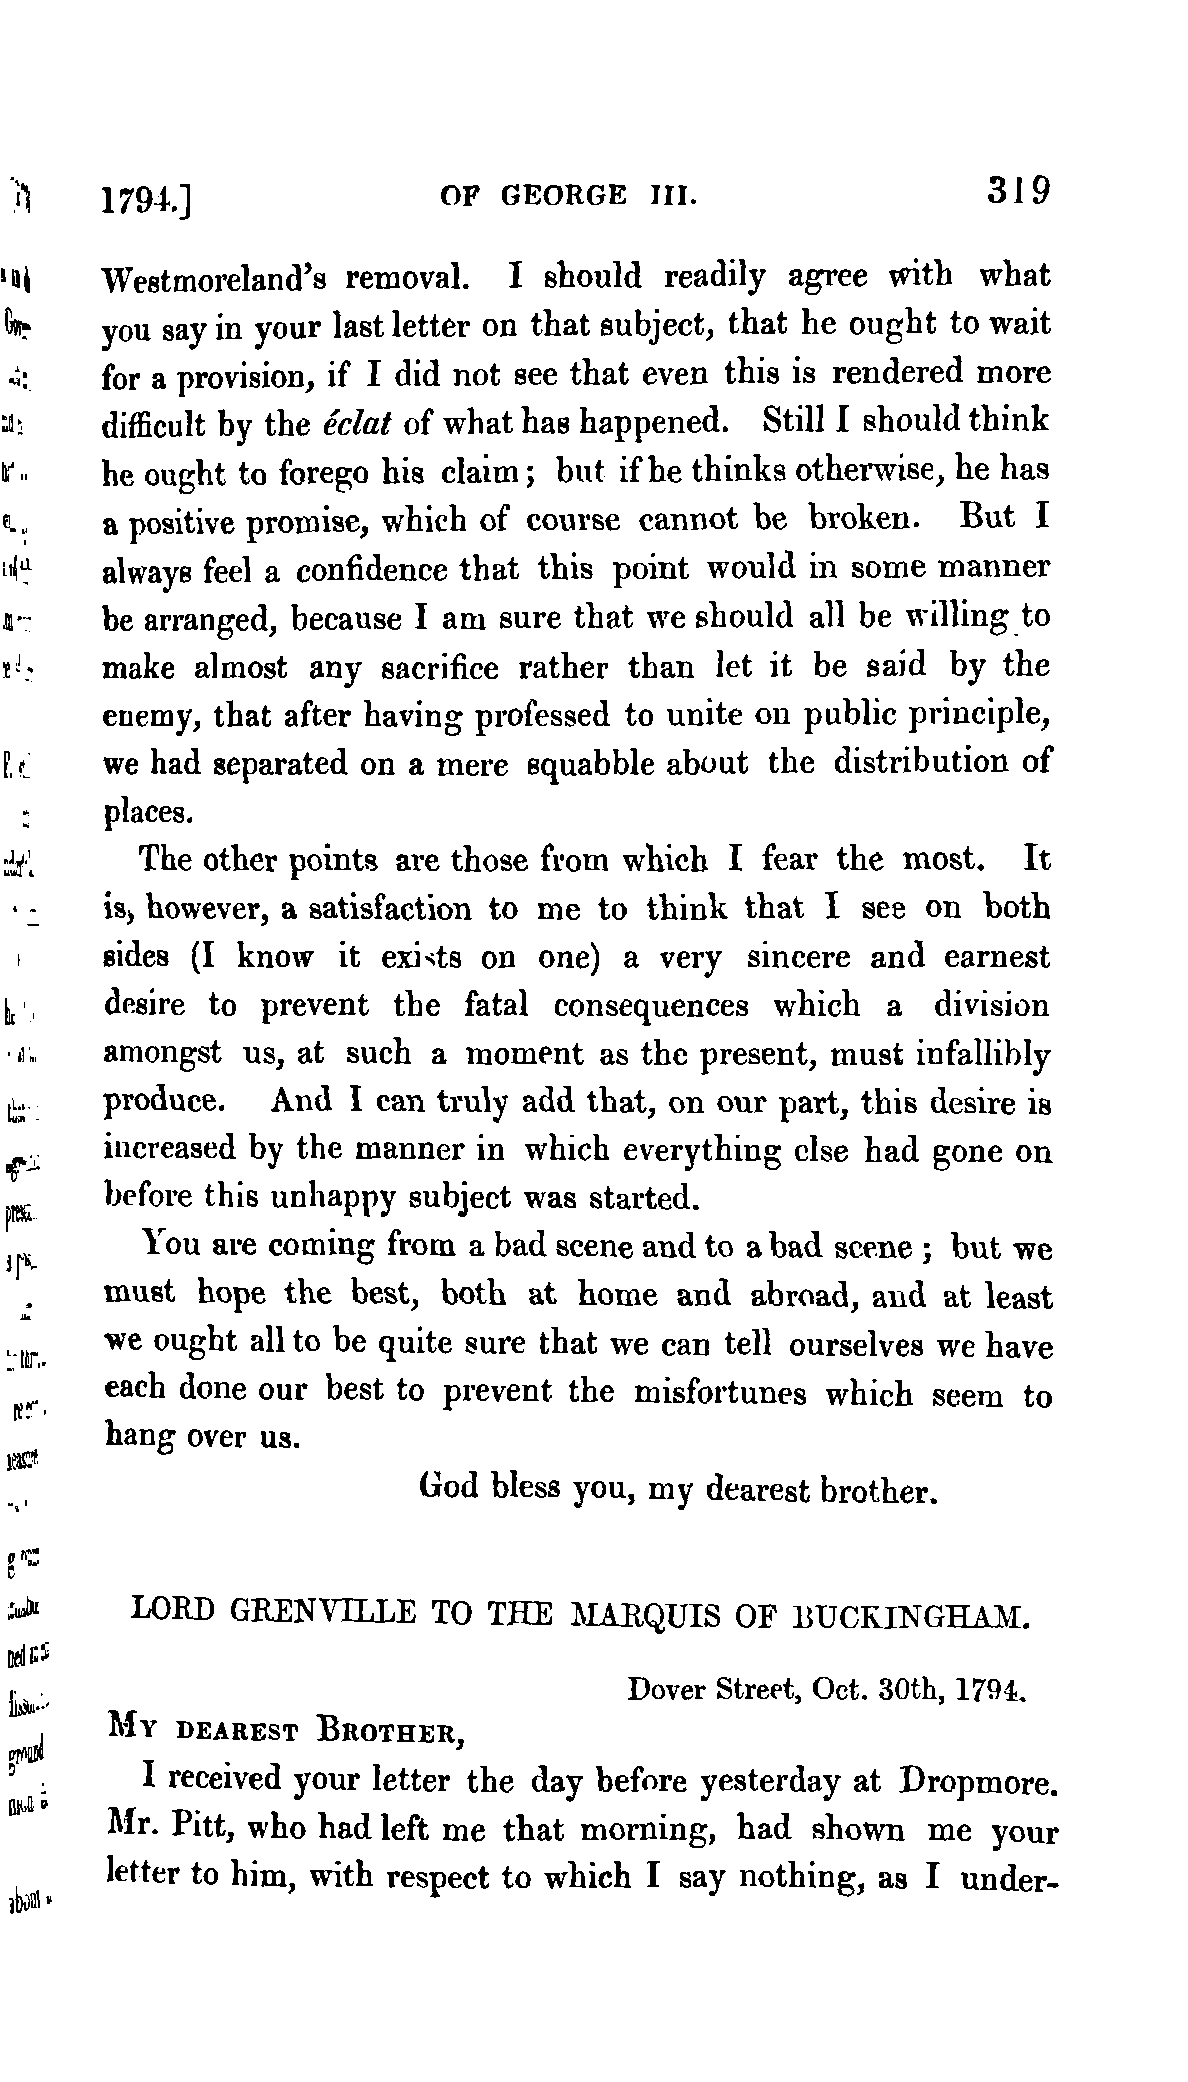 1794.] OF GEORGE III. 319
Westmoreland's removal. I should readily agree with what
you say in your last letter on that subject, that he ought to wait
for a provision, if I did not see that even this is rendered more
difficult by the éclat of what has happened. Still I should think
he ought to forego his claim; but if he thinks otherwise, he has
a positive promise, which of course cannot be broken. But I
always feel a confidence that this point would in some manner
be arranged, because I am sure that we should all be willing to
make almost any sacrifice rather than let it be said by the
enemy, that after having professed to unite on public principle,
we had separated on a mere squabble about the distribution of
places.
The other points are those from which I fear the most. It
is, however, a satisfaction to me to think that I see on both
sides (I know it exists on one) a very sincere and earnest
desire to prevent the fatal consequences which a division
amongst us, at such a moment as the present, must infallibly
produce. And I can truly add that, on our part, this desire is
increased by the manner in which everything else had gone on
before this unhappy subject was started.
You are coming from a bad scene and to a bad scene; but we
must hope the best, both at home and abroad, and at least
we ought all to be quite sure that we can tell ourselves we have
each done our best to prevent the misfortunes which seem to
hang over us.
God bless you, my dearest brother.
LORD GRENVILLE TO THE MARQUIS OF BUCKINGHAM.
Dover Street, Oct. 30th, 1794.
MY DEAREST BROTHER,
I received your letter the day before yesterday at Dropmore.
Mr. Pitt, who had left me that morning, had shown me your
letter to him, with respect to which I say nothing, as I under-